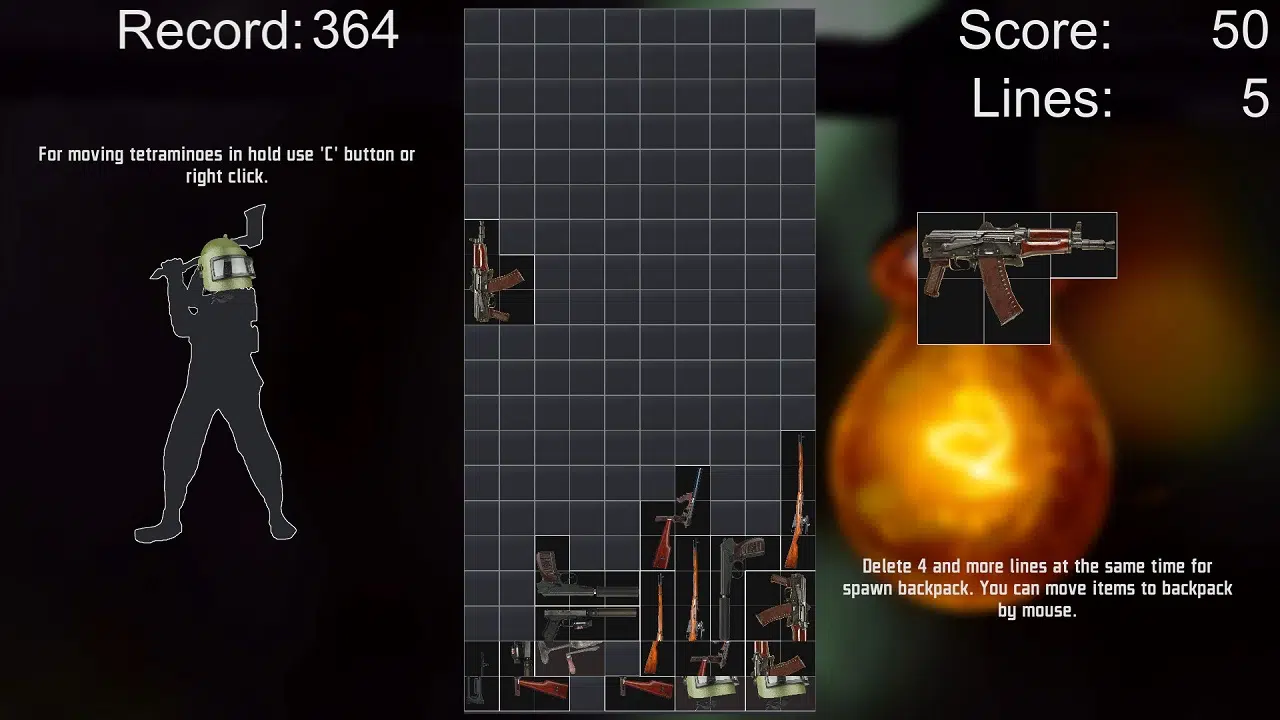 Record: 364
Score: 50
Lines: 5
For moving tetraminoes in hold use 'C' button or
right click.
Delete 4 and more lines at the same time for
spawn backpack. You can move items to backpack
by mouse.